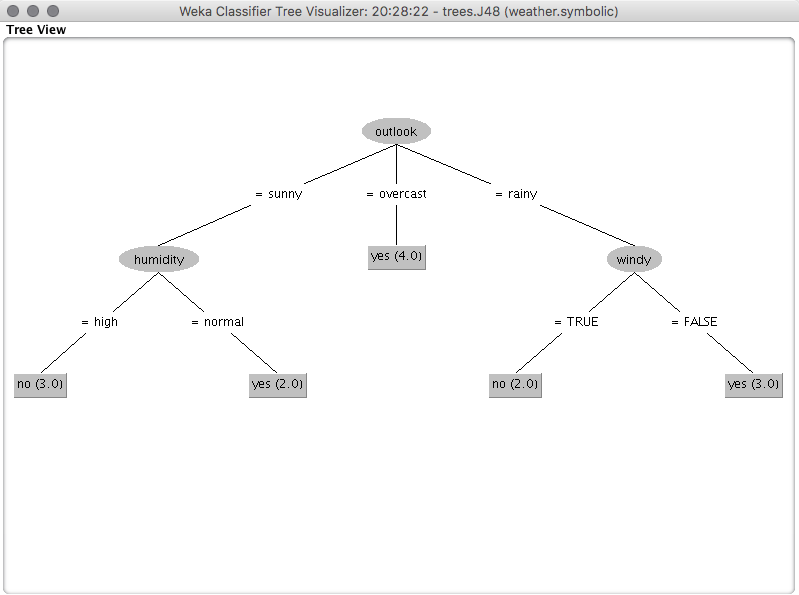 Weka Classifier Tree Visualizer: 20:28:22 - trees.J48 (weather.symbolic)
Tree View
outlook
= sunny
= overcast
= rainy
humidity
yes (4.0)
windy
= high
= normal
= TRUE
= FALSE
no (3.0)
yes (2.0)
no (2.0)
yes (3.0)